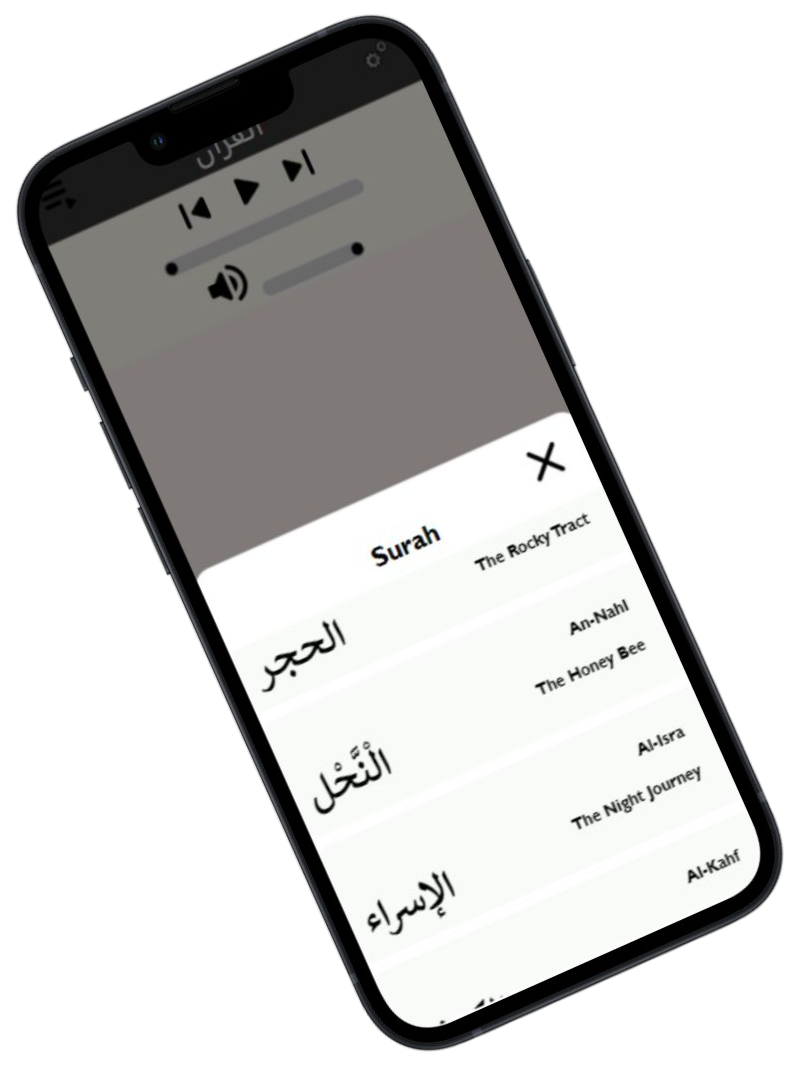 القرآن
Surah
The Rocky Tract
الحجر
An-Nahl
The Honey Bee
النَّحْل
Al-Isra
The Night Journey
الإسراء
Al-Kahf